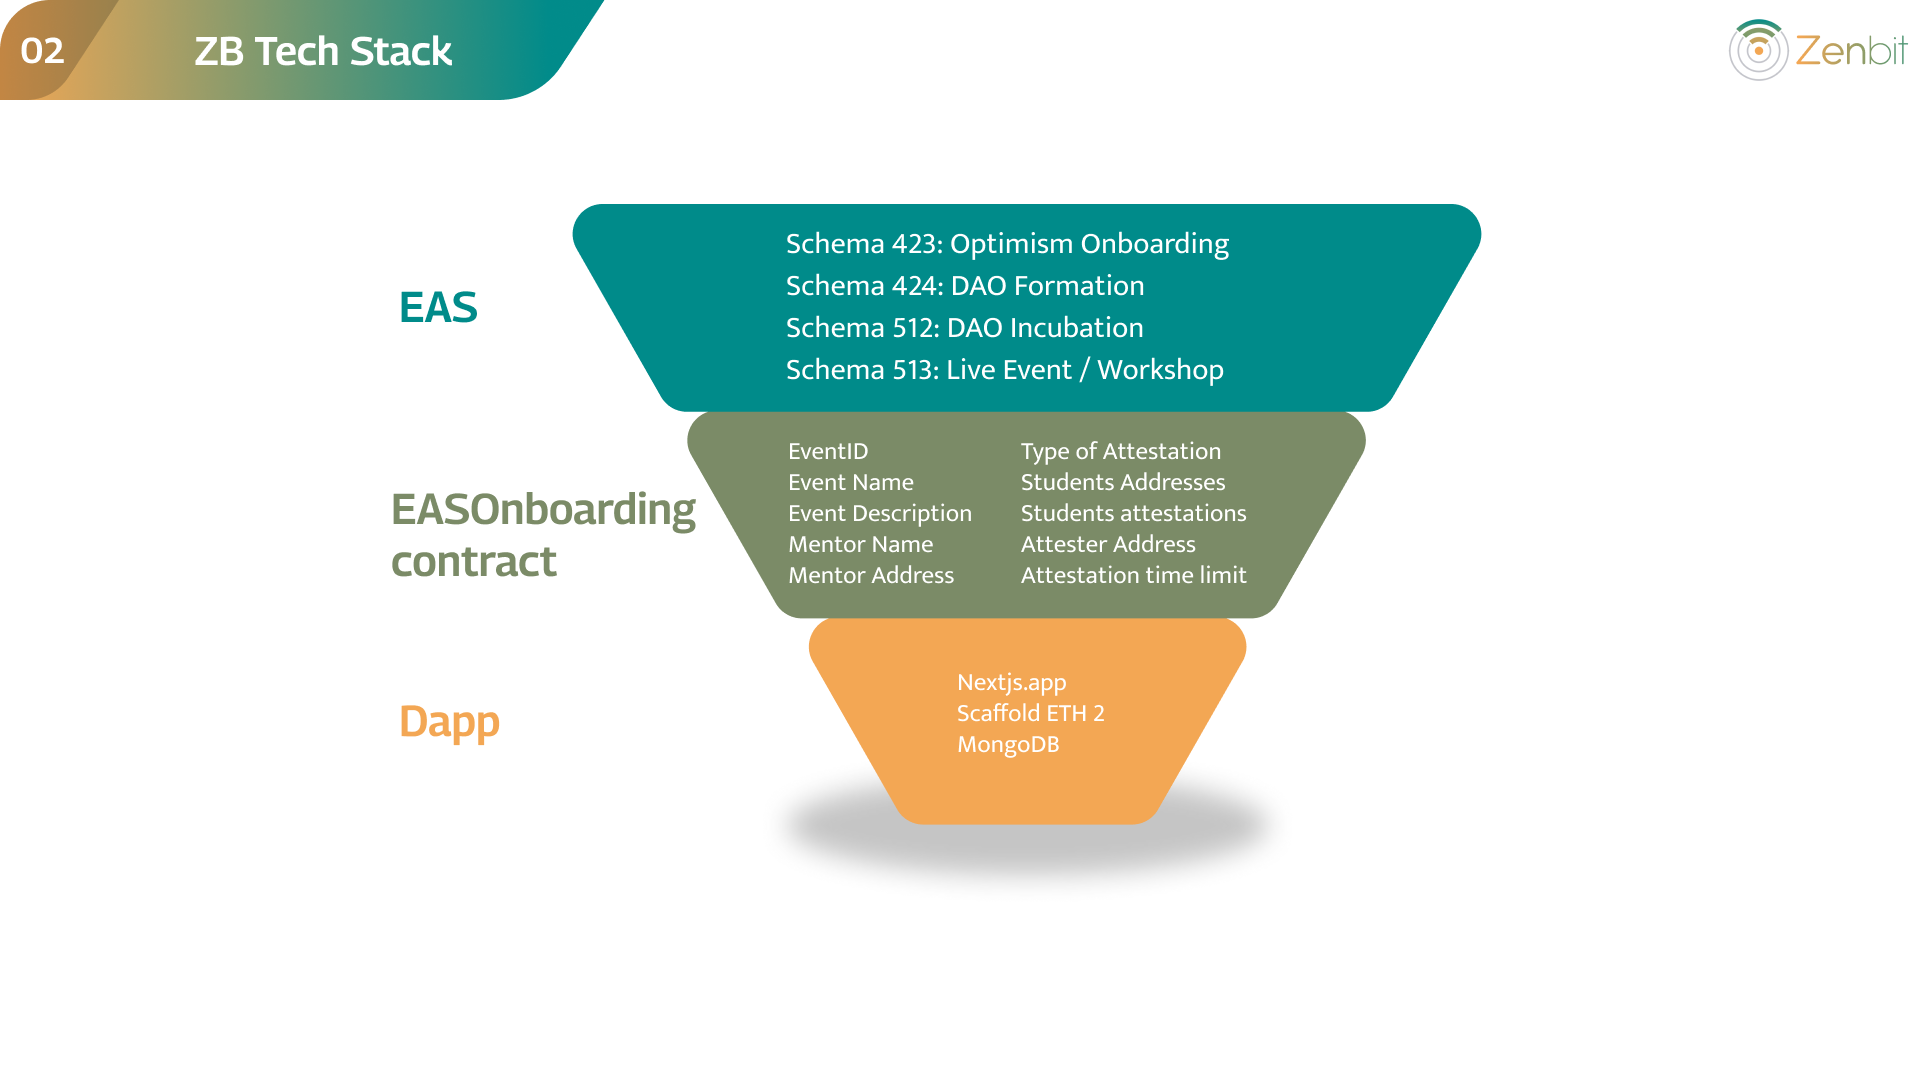 02
ZB Tech Stack
Zenbit
EAS
Schema 423: Optimism Onboarding
Schema 424: DAO Formation
Schema 512: DAO Incubation
Schema 513: Live Event / Workshop
EASOnboarding
contract
EventID
Event Name
Event Description
Mentor Name
Mentor Address
Type of Attestation
Students Addresses
Students attestations
Attester Address
Attestation time limit
Dapp
Nextjs.app
Scaffold ETH 2
MongoDB